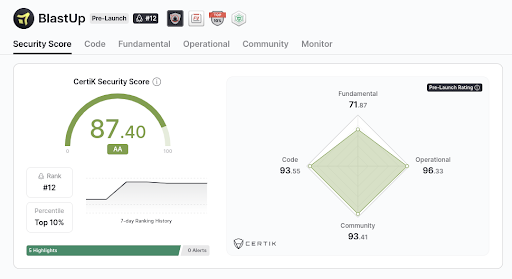 BlastUp Pre-Launch #12
Security Score Code Fundamental Operational Community Monitor
CertiK Security Score
87.40
AA
0 100
Rank
#12
Percentile
Top 10%
7-day Ranking History
5 Highlights 0 Alerts
Pre-Launch Rating
Fundamental
71.87
Code
93.55
Operational
96.33
Community
93.41
CERTIK